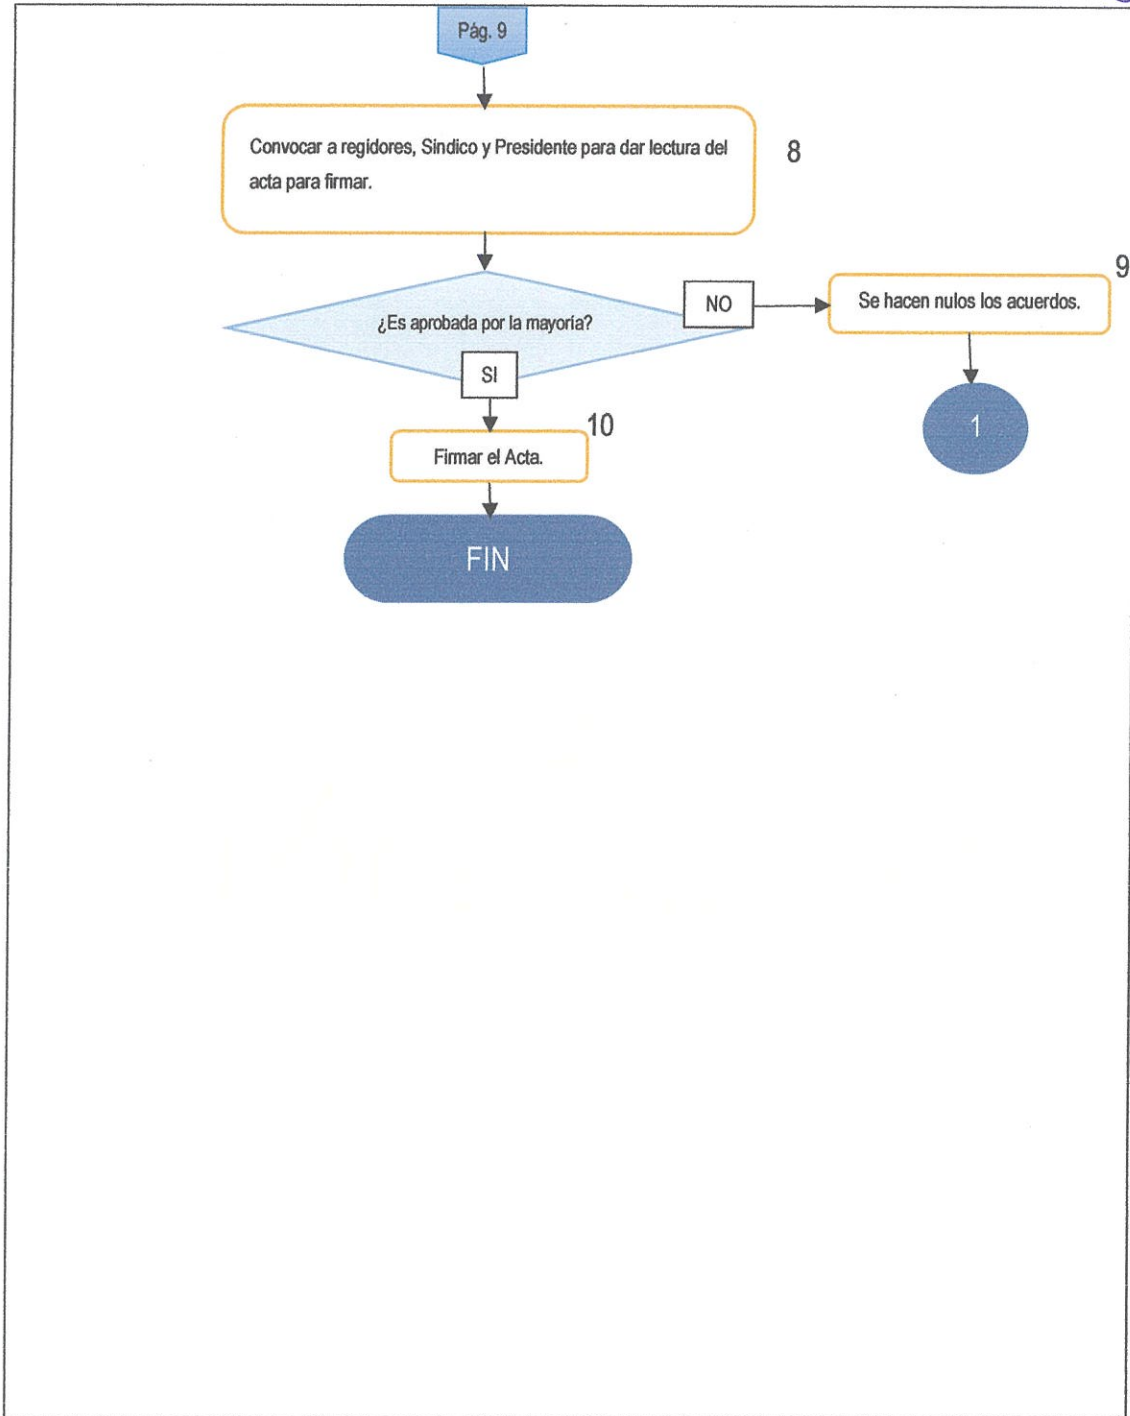 Pág. 9
Convocar a regidores, Sindico y Presidente para dar lectura del
acta para firmar.
8
9
¿Es aprobada por la mayoría?
NO
Se hacen nulos los acuerdos.
SI
1
10
Firmar el Acta.
FIN